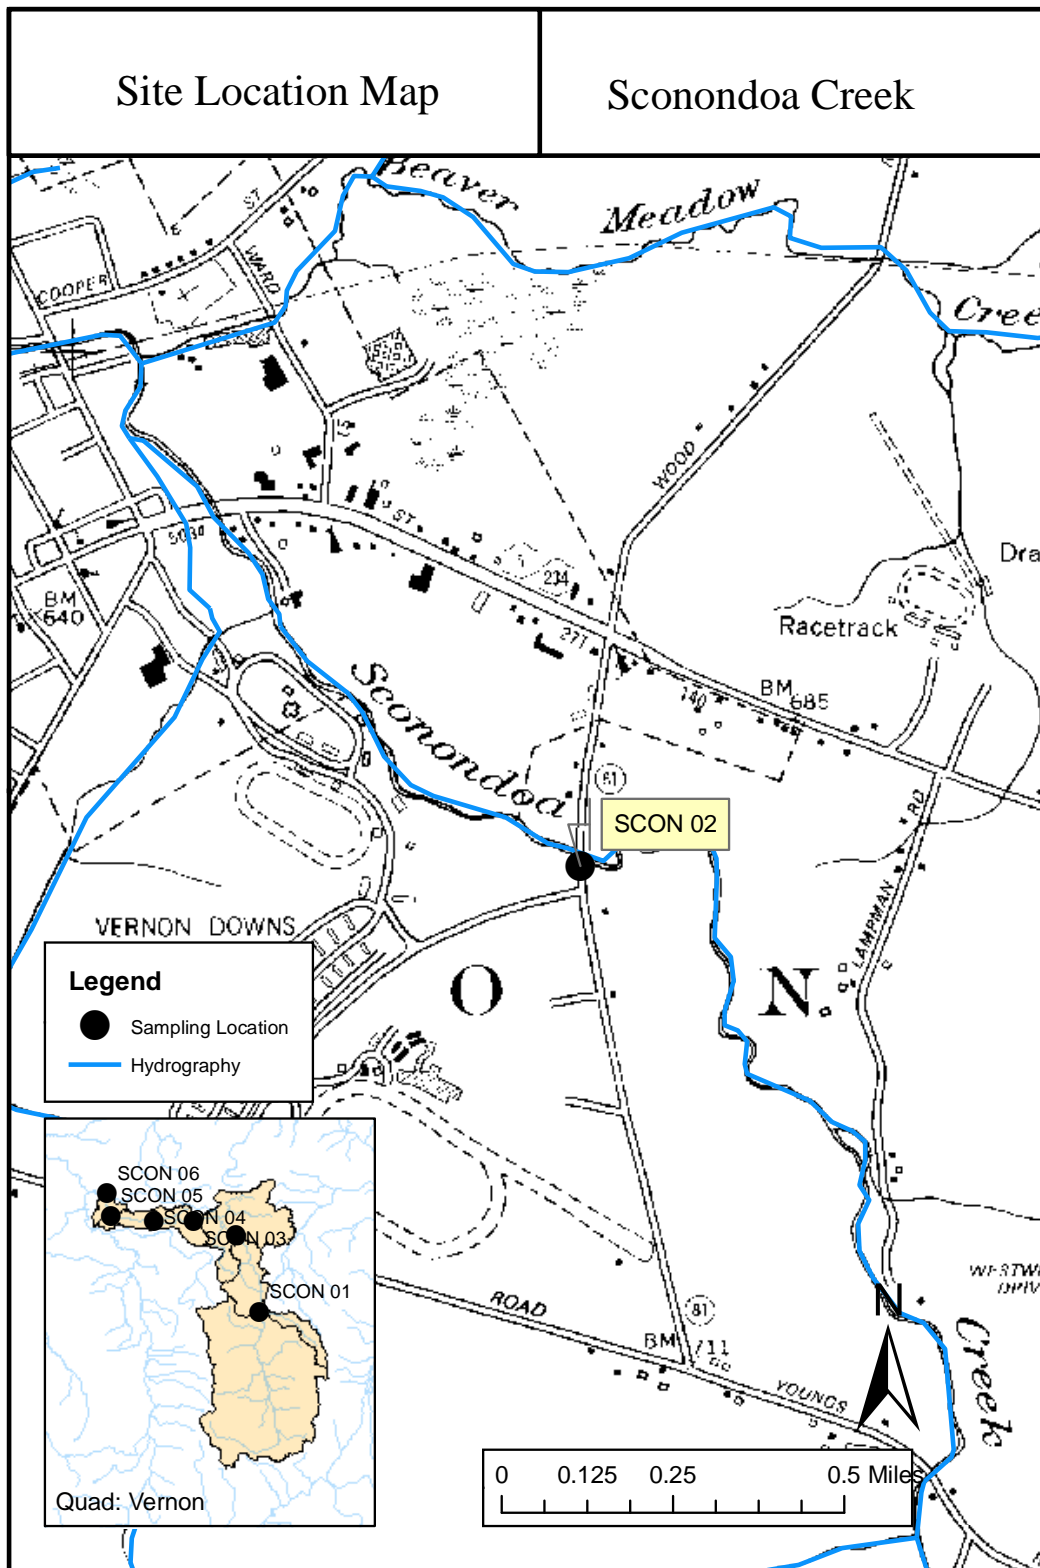 Site Location Map
Sconondoa Creek
Beaver
Meadow
Cree
ST
WARD
COOPER
WOOD
ST
Dra
BM
640
234
277
Racetrack
BM
685
140
Sconondoa
81
SCON 02
RD
LAMPMAN
VERNON DOWNS
O
N
Legend
Sampling Location
Hydrography
SCON 06
SCON 05
SCON 04
SCON 03
SCON 01
Quad: Vernon
ROAD
81
BM
711
YOUNGS
N
Creek
0
0.125
0.25
0.5 Miles